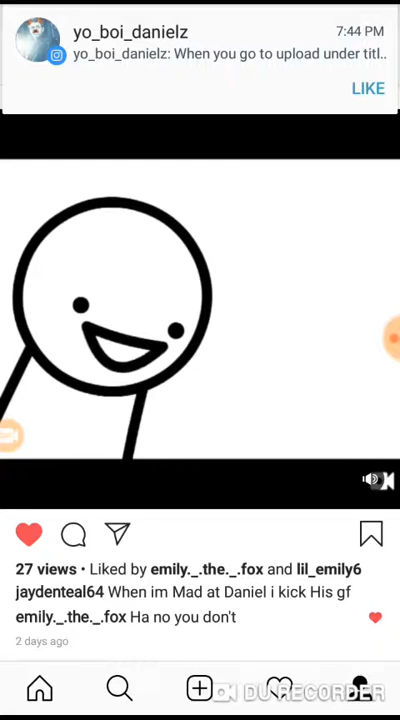 yo_boi_danielz
7:44 PM
yo_boi_danielz: When you go to upload under titl..
LIKE
27 views • Liked by emily._.the._.fox and lil_emily6
jaydenteal64 When im Mad at Daniel i kick His gf
emily._.the._.fox Ha no you don't
2 days ago
DU RECORDER